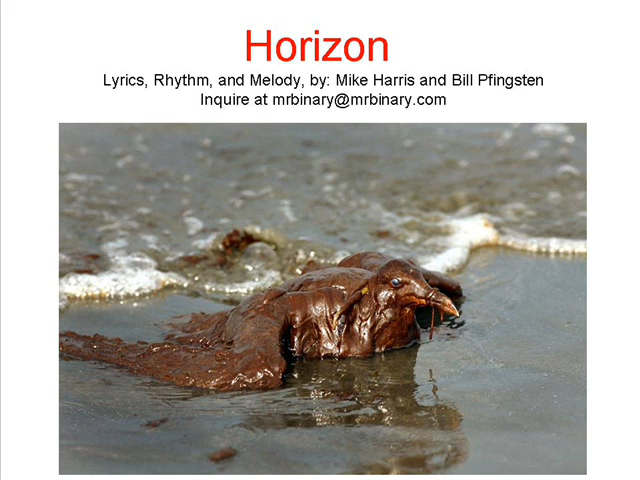 Horizon
Lyrics, Rhythm, and Melody, by: Mike Harris and Bill Pfingsten
Inquire at mrbinary@mrbinary.com